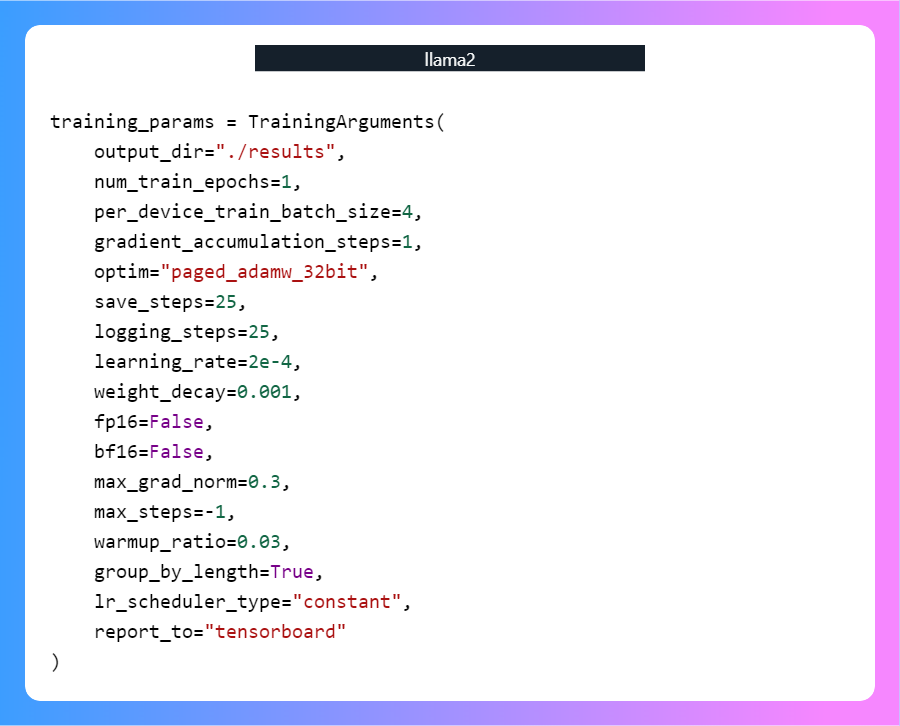 llama2
training_params = TrainingArguments(
    output_dir="./results",
    num_train_epochs=1,
    per_device_train_batch_size=4,
    gradient_accumulation_steps=1,
    optim="paged_adamw_32bit",
    save_steps=25,
    logging_steps=25,
    learning_rate=2e-4,
    weight_decay=0.001,
    fp16=False,
    bf16=False,
    max_grad_norm=0.3,
    max_steps=-1,
    warmup_ratio=0.03,
    group_by_length=True,
    lr_scheduler_type="constant",
    report_to="tensorboard"
)